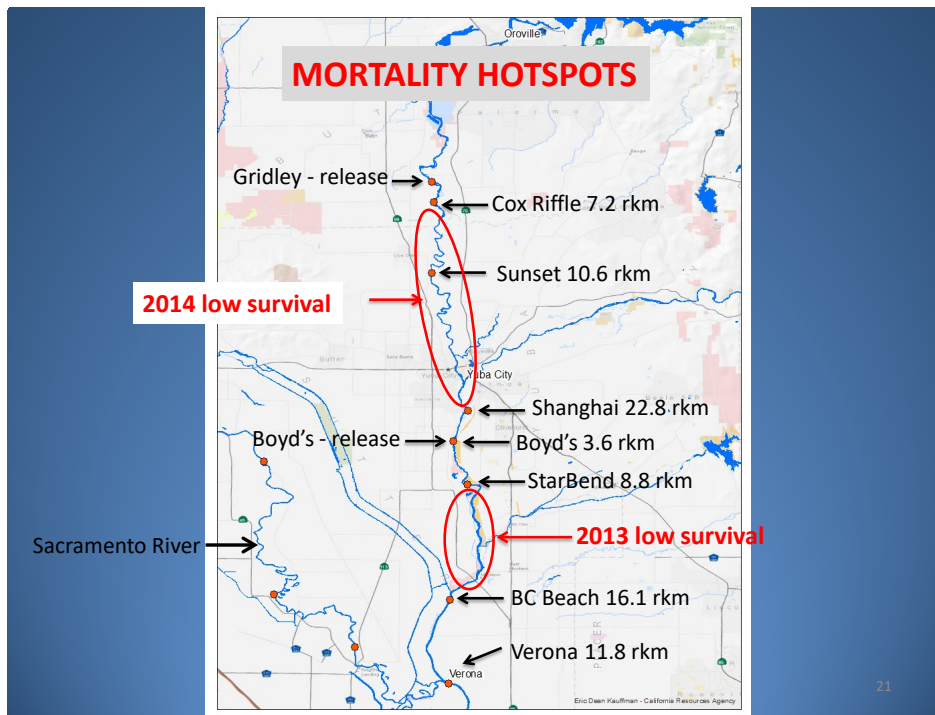 Oroville
MORTALITY HOTSPOTS
Gridley - release
Cox Riffle 7.2 rkm
Sunset 10.6 rkm
2014 low survival
Yuba City
Shanghai 22.8 rkm
Boyd's - release
Boyd's 3.6 rkm
StarBend 8.8 rkm
2013 low survival
Sacramento River
BC Beach 16.1 rkm
Verona 11.8 rkm
Verona
Eric Dean Kauffman - California Resources Agency
21